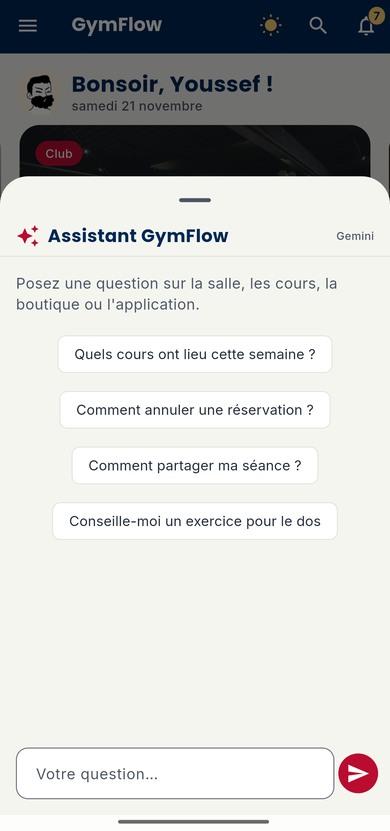 GymFlow
7
Bonsoir, Youssef !
samedi 21 novembre
Club
Assistant GymFlow
Gemini
Posez une question sur la salle, les cours, la
boutique ou l'application.
Quels cours ont lieu cette semaine ?
Comment annuler une réservation ?
Comment partager ma séance ?
Conseille-moi un exercice pour le dos
Votre question...